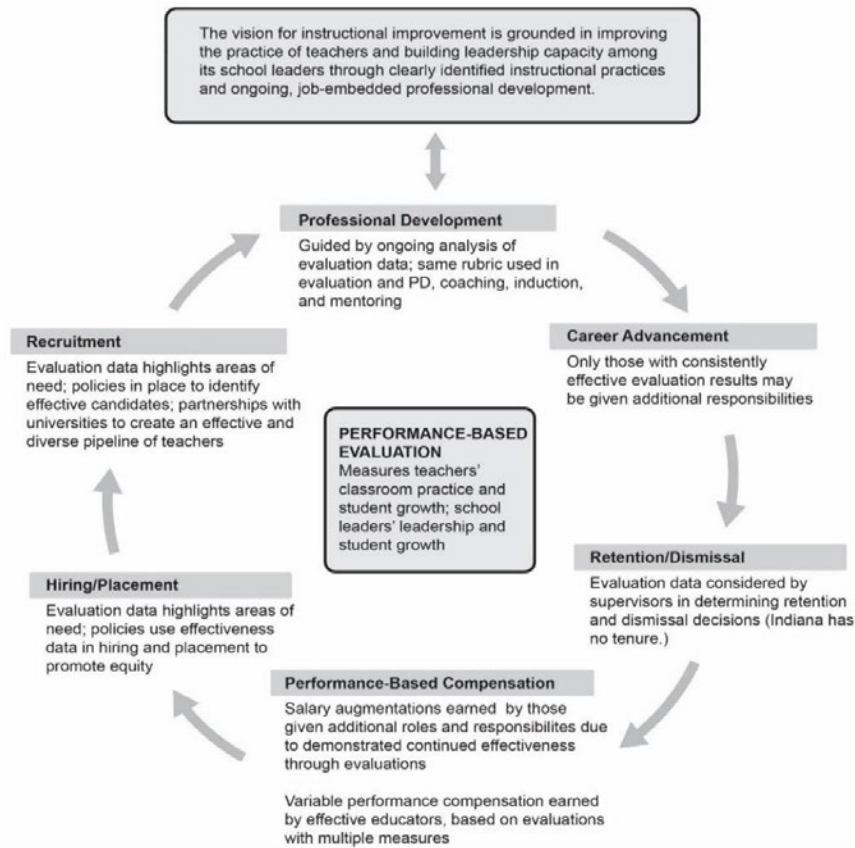 The vision for instructional improvement is grounded in improving
the practice of teachers and building leadership capacity among
its school leaders through clearly identified instructional practices
and ongoing, job-embedded professional development.
Professional Development
Guided by ongoing analysis of
evaluation data; same rubric used in
evaluation and PD, coaching, induction,
and mentoring
Career Advancement
Only those with consistently
effective evaluation results may
be given additional responsibilities
Retention/Dismissal
Evaluation data considered by
supervisors in determining retention
and dismissal decisions (Indiana has
no tenure.)
Performance-Based Compensation
Salary augmentations earned by those
given additional roles and responsibilites due
to demonstrated continued effectiveness
through evaluations
Variable performance compensation earned
by effective educators, based on evaluations
with multiple measures
Hiring/Placement
Evaluation data highlights areas of
need; policies use effectiveness
data in hiring and placement to
promote equity
Recruitment
Evaluation data highlights areas of
need; policies in place to identify
effective candidates; partnerships with
universities to create an effective and
diverse pipeline of teachers
PERFORMANCE-BASED
EVALUATION
Measures teachers'
classroom practice and
student growth; school
leaders' leadership and
student growth